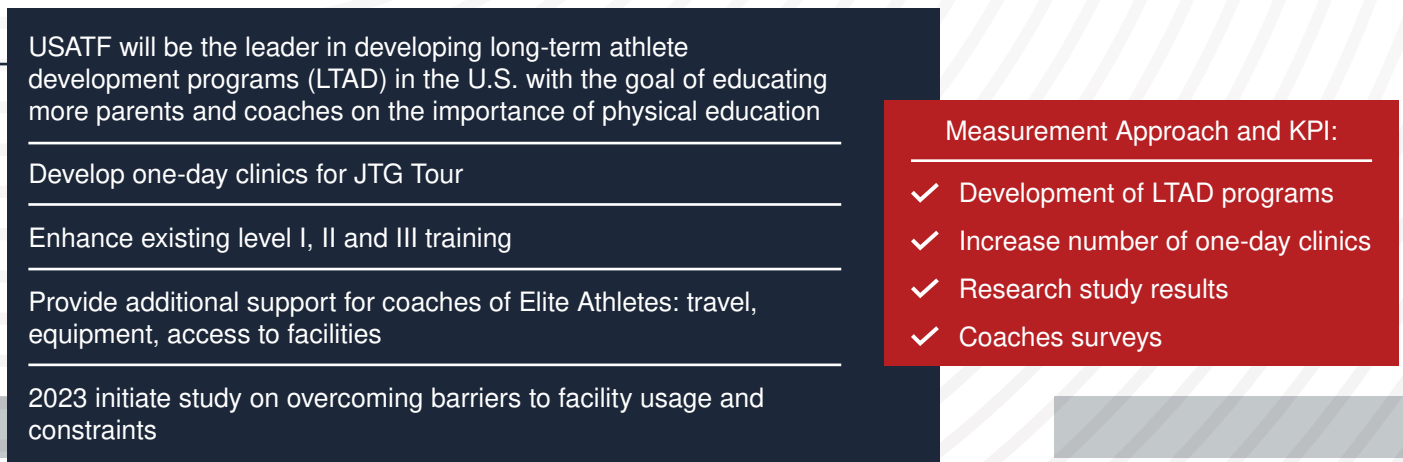 USATF will be the leader in developing long-term athlete
development programs (LTAD) in the U.S. with the goal of educating
more parents and coaches on the importance of physical education
Develop one-day clinics for JTG Tour
Enhance existing level I, II and III training
Provide additional support for coaches of Elite Athletes: travel,
equipment, access to facilities
2023 initiate study on overcoming barriers to facility usage and
constraints
Measurement Approach and KPI:
Development of LTAD programs
Increase number of one-day clinics
Research study results
Coaches surveys